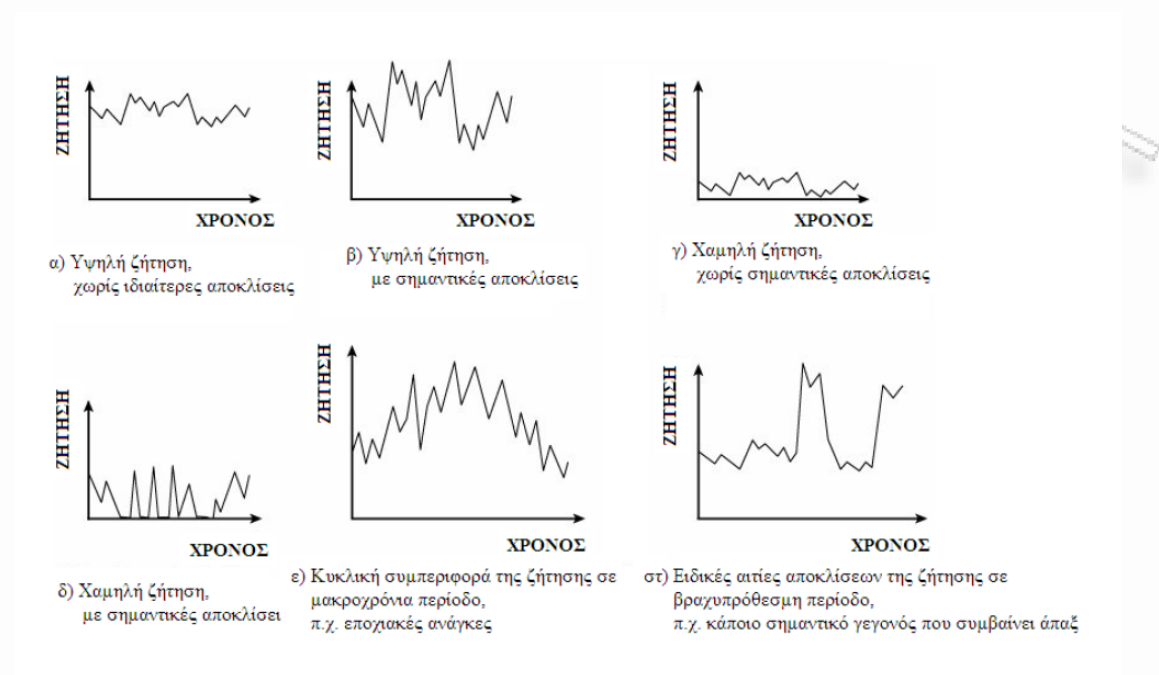 ΖΗΤΗΣΗ
ΧΡΟΝΟΣ
α) Υψηλή ζήτηση,
χωρίς ιδιαίτερες αποκλίσεις
ΖΗΤΗΣΗ
ΧΡΟΝΟΣ
β) Υψηλή ζήτηση,
με σημαντικές αποκλίσεις
ΖΗΤΗΣΗ
ΧΡΟΝΟΣ
γ) Χαμηλή ζήτηση,
χωρίς σημαντικές αποκλίσεις
ΖΗΤΗΣΗ
ΧΡΟΝΟΣ
δ) Χαμηλή ζήτηση,
με σημαντικές αποκλίσει
ΖΗΤΗΣΗ
ΧΡΟΝΟΣ
ε) Κυκλική συμπεριφορά της ζήτησης σε
μακροχρόνια περίοδο,
π.χ. εποχιακές ανάγκες
ΖΗΤΗΣΗ
ΧΡΟΝΟΣ
στ) Ειδικές αιτίες αποκλίσεων της ζήτησης σε
βραχυπρόθεσμη περίοδο,
π.χ. κάποιο σημαντικό γεγονός που συμβαίνει άπαξ